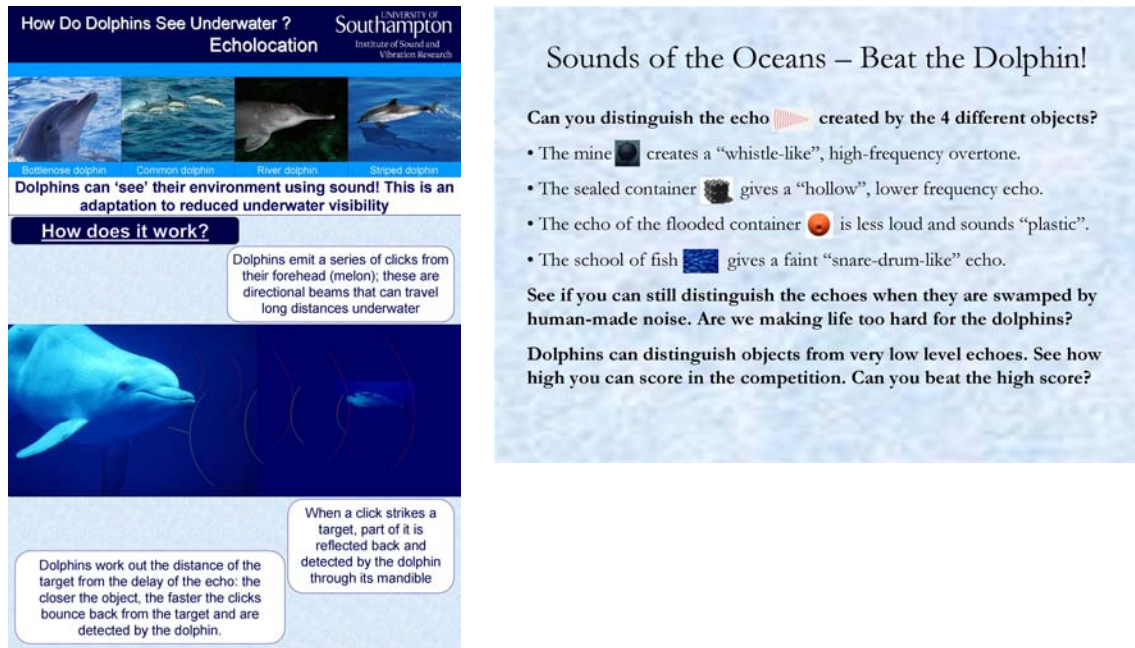 How Do Dolphins See Underwater ?
Echolocation
UNIVERSITY OF
Southampton
Institute of Sound and
Vibration Research
Bottlenose dolphin
Common dolphin
River dolphin
Striped dolphin
Dolphins can ‘see’ their environment using sound! This is an
adaptation to reduced underwater visibility
How does it work?
Dolphins emit a series of clicks from
their forehead (melon); these are
directional beams that can travel
long distances underwater
When a click strikes a
target, part of it is
reflected back and
detected by the dolphin
through its mandible
Dolphins work out the distance of the
target from the delay of the echo: the
closer the object, the faster the clicks
bounce back from the target and are
detected by the dolphin.
Sounds of the Oceans – Beat the Dolphin!
Can you distinguish the echo created by the 4 different objects?
• The mine creates a “whistle-like”, high-frequency overtone.
• The sealed container gives a “hollow”, lower frequency echo.
• The echo of the flooded container is less loud and sounds “plastic”.
• The school of fish gives a faint “snare-drum-like” echo.
See if you can still distinguish the echoes when they are swamped by
human-made noise. Are we making life too hard for the dolphins?
Dolphins can distinguish objects from very low level echoes. See how
high you can score in the competition. Can you beat the high score?